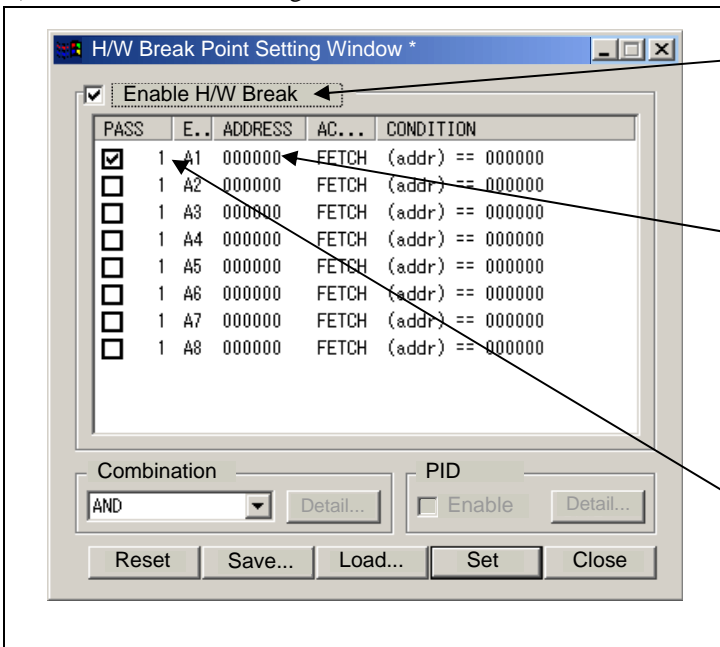 H/W Break Point Setting Window *
Enable H/W Break
PASS E.. ADDRESS AC... CONDITION
1 A1 000000 FETCH (addr) == 000000
1 A2 000000 FETCH (addr) == 000000
1 A3 000000 FETCH (addr) == 000000
1 A4 000000 FETCH (addr) == 000000
1 A5 000000 FETCH (addr) == 000000
1 A6 000000 FETCH (addr) == 000000
1 A7 000000 FETCH (addr) == 000000
1 A8 000000 FETCH (addr) == 000000
Combination PID
AND Detail... Enable Detail...
Reset Save... Load... Set Close